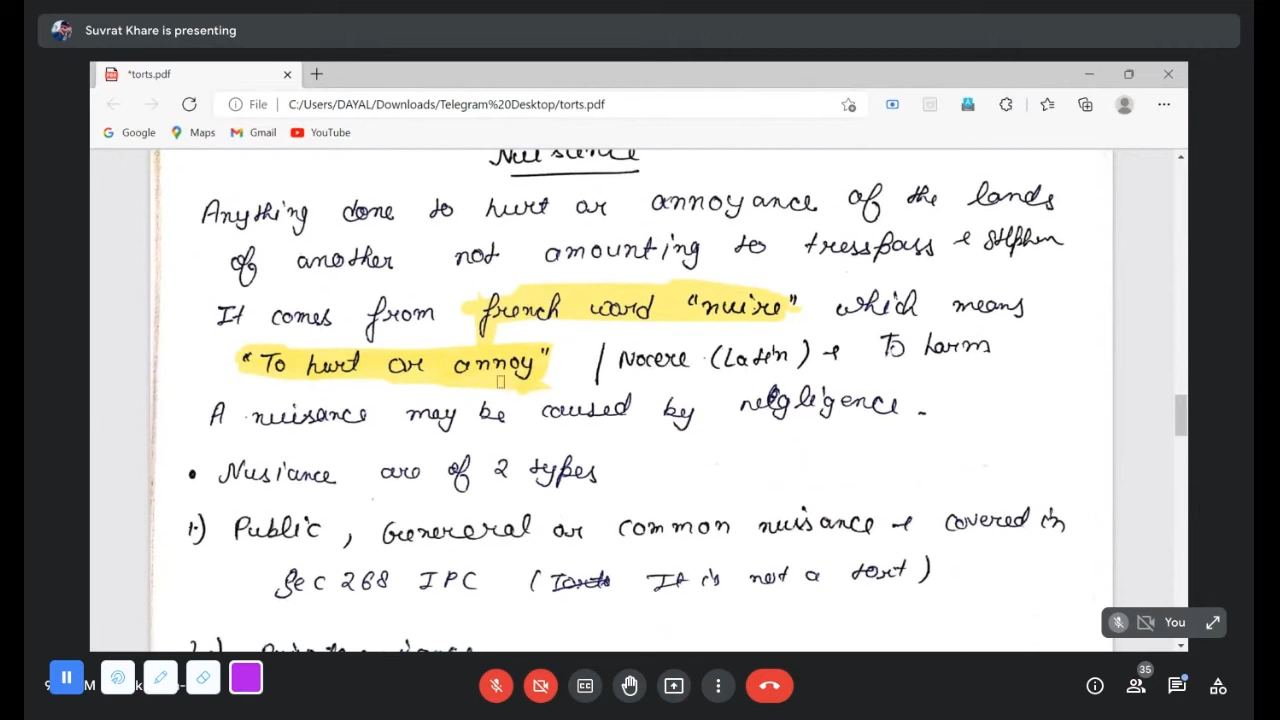 Suvrat Khare is presenting
*torts.pdf
File | C:/Users/DAYAL/Downloads/Telegram%20Desktop/torts.pdf
Google Maps Gmail YouTube
Anything done to hurt or annoyance of the lands
of another not amounting to tresspass → Stephen
It comes from french word "nuire" which means
"To hurt or annoy" / Nocere (Latin) → To harm
A nuisance may be caused by neegligence.
• Nusiance are of 2 types
1.) Public, Genereral or common nuisance → covered in
Sec 268 IPC (Torts It is not a tort)
You
35